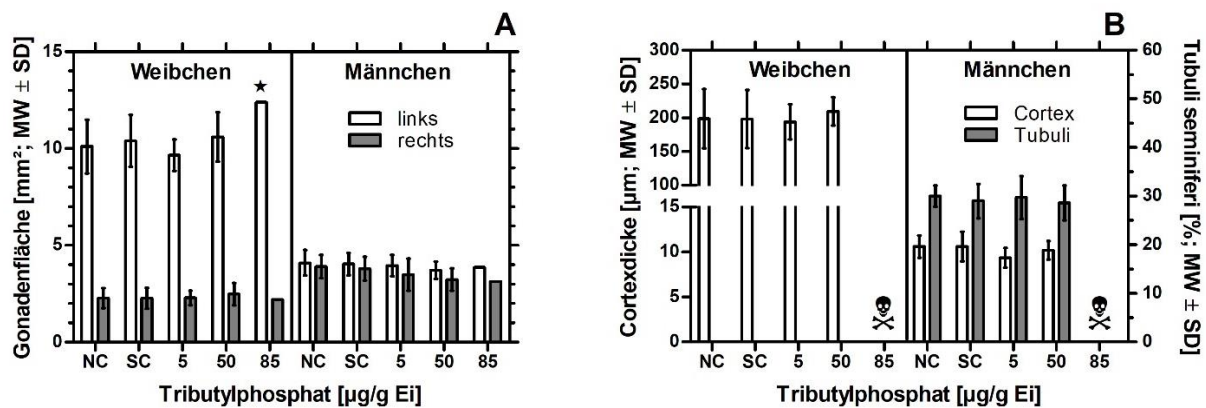 A
Gonadenfläche [mm²; MW ± SD]
15
10
5
0
NC SC 5 50 85 NC SC 5 50 85
Weibchen
Männchen
★
links
rechts
Tributylphosphat [µg/g Ei]
B
Cortexdicke [µm; MW ± SD]
300
250
200
150
100
15
10
5
0
NC SC 5 50 85 NC SC 5 50 85
Weibchen
Männchen
Cortex
Tubuli
60
50
40
30
20
10
0
Tubuli seminiferi [%; MW ± SD]
Tributylphosphat [µg/g Ei]